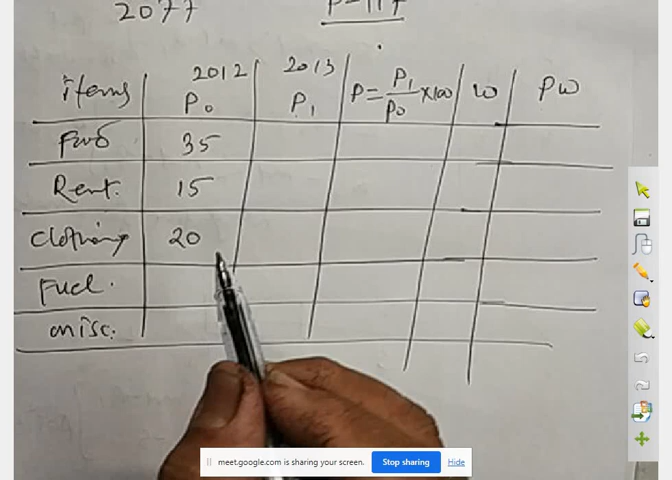 2077
items 2012 P₀ 2013 P₁ P = P₁/P₀ × 100 W PW
Food 35
Rent. 15
Clothing 20
Fuel.
misc.
meet.google.com is sharing your screen. Stop sharing Hide